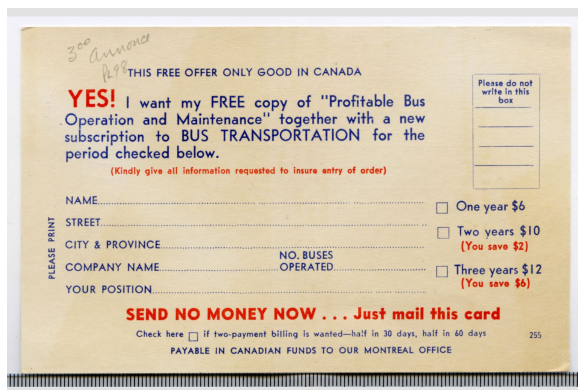 3.00 Annonce
P298
THIS FREE OFFER ONLY GOOD IN CANADA
YES! I want my FREE copy of "Profitable Bus
Operation and Maintenance" together with a new
subscription to BUS TRANSPORTATION for the
period checked below.
(Kindly give all information requested to insure entry of order)
Please do not
write in this
box
PLEASE PRINT
NAME
STREET
CITY & PROVINCE
COMPANY NAME NO. BUSES
OPERATED
YOUR POSITION
One year $6
Two years $10
(You save $2)
Three years $12
(You save $6)
SEND NO MONEY NOW . . . Just mail this card
Check here if two-payment billing is wanted—half in 30 days, half in 60 days 255
PAYABLE IN CANADIAN FUNDS TO OUR MONTREAL OFFICE